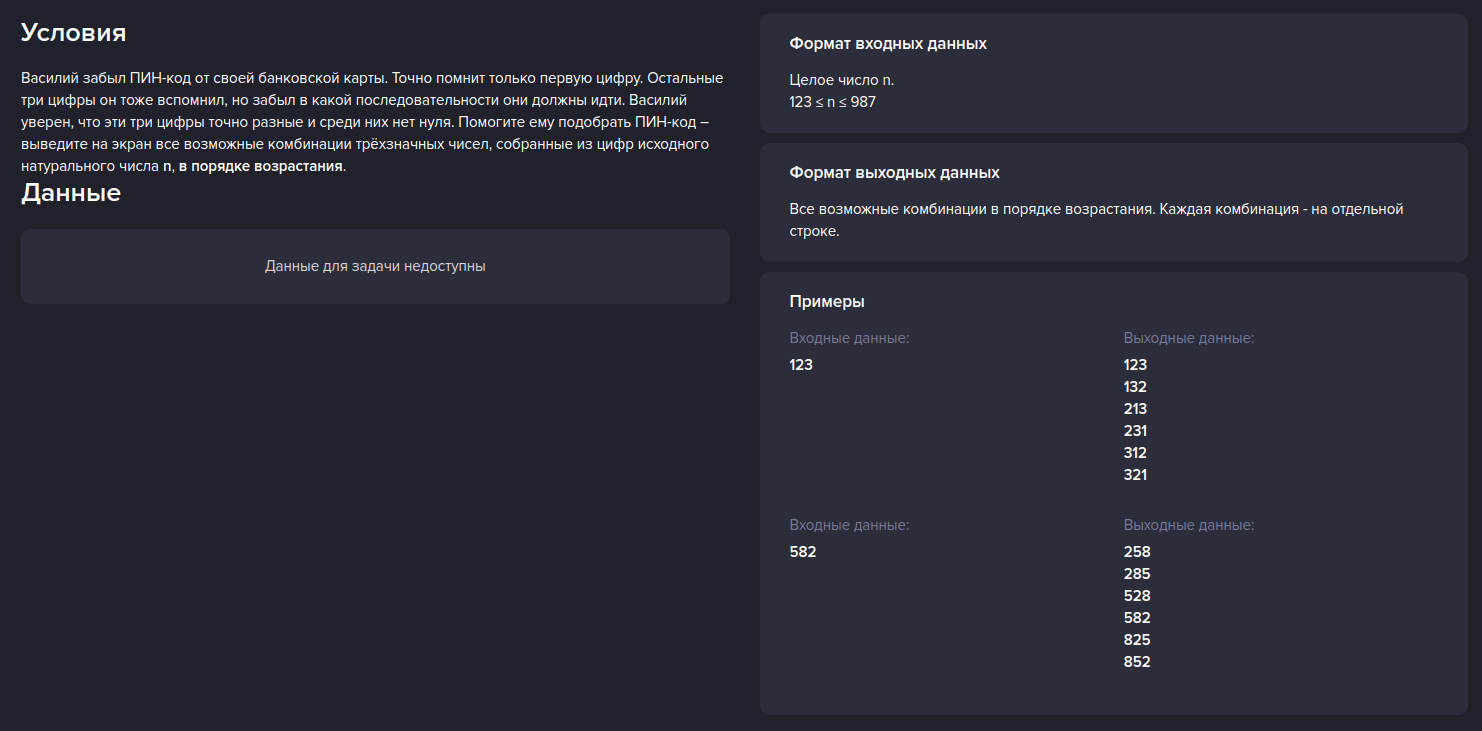 Условия
Василий забыл ПИН-код от своей банковской карты. Точно помнит только первую цифру. Остальные
три цифры он тоже вспомнил, но забыл в какой последовательности они должны идти. Василий
уверен, что эти три цифры точно разные и среди них нет нуля. Помогите ему подобрать ПИН-код –
выведите на экран все возможные комбинации трёхзначных чисел, собранные из цифр исходного
натурального числа n, в порядке возрастания.
Данные
Данные для задачи недоступны
Формат входных данных
Целое число n.
123 ≤ n ≤ 987
Формат выходных данных
Все возможные комбинации в порядке возрастания. Каждая комбинация - на отдельной
строке.
Примеры
Входные данные:
123
Выходные данные:
123
132
213
231
312
321
Входные данные:
582
Выходные данные:
258
285
528
582
825
852